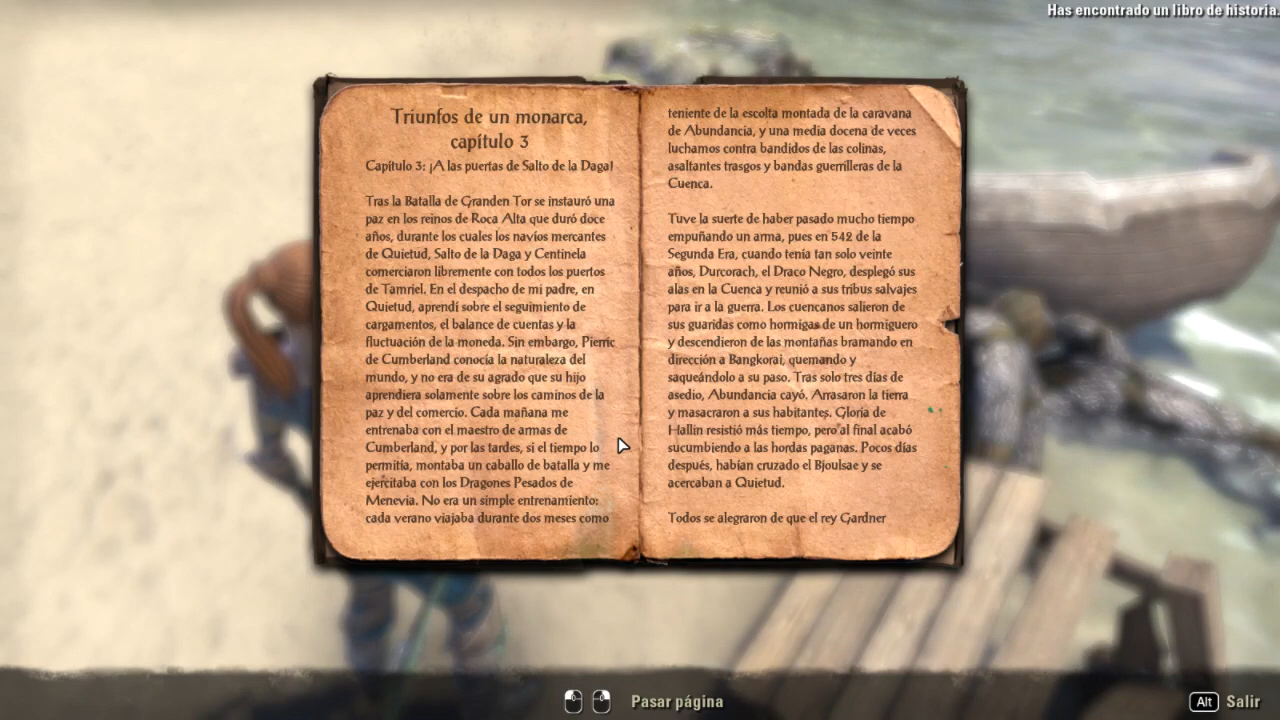 Has encontrado un libro de historia.
Triunfos de un monarca,
capítulo 3
Capítulo 3: ¡A las puertas de Salto de la Daga!
Tras la Batalla de Granden Tor se instauró una
paz en los reinos de Roca Alta que duró doce
años, durante los cuales los navíos mercantes
de Quietud, Salto de la Daga y Centinela
comerciaron libremente con todos los puertos
de Tamriel. En el despacho de mi padre, en
Quietud, aprendí sobre el seguimiento de
cargamentos, el balance de cuentas y la
fluctuación de la moneda. Sin embargo, Pierric
de Cumberland conocía la naturaleza del
mundo, y no era de su agrado que su hijo
aprendiera solamente sobre los caminos de la
paz y del comercio. Cada mañana me
entrenaba con el maestro de armas de
Cumberland, y por las tardes, si el tiempo lo
permitía, montaba un caballo de batalla y me
ejercitaba con los Dragones Pesados de
Menevia. No era un simple entrenamiento:
cada verano viajaba durante dos meses como
teniente de la escolta montada de la caravana
de Abundancia, y una media docena de veces
luchamos contra bandidos de las colinas,
asaltantes trasgos y bandas guerrilleras de la
Cuenca.
Tuve la suerte de haber pasado mucho tiempo
empuñando un arma, pues en 542 de la
Segunda Era, cuando tenía tan solo veinte
años, Durcorach, el Draco Negro, desplegó sus
alas en la Cuenca y reunió a sus tribus salvajes
para ir a la guerra. Los cuencanos salieron de
sus guaridas como hormigas de un hormiguero
y descendieron de las montañas bramando en
dirección a Bangkorai, quemando y
saqueándolo a su paso. Tras solo tres días de
asedio, Abundancia cayó. Arrasaron la tierra
y masacraron a sus habitantes. Gloria de
Hallin resistió más tiempo, pero al final acabó
sucumbiendo a las hordas paganas. Pocos días
después, habían cruzado el Bjoulsae y se
acercaban a Quietud.
Todos se alegraron de que el rey Gardner
Pasar página
Alt Salir